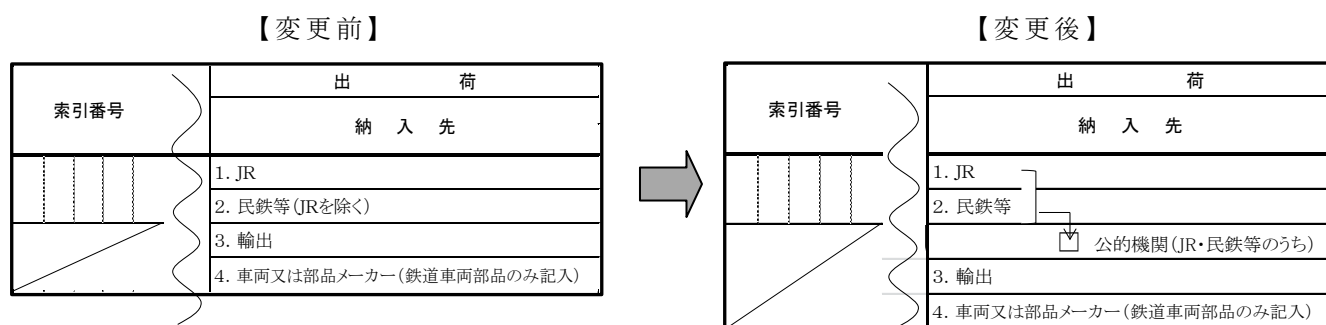 【変更前】
索引番号
出 荷
納 入 先
1. JR
2. 民鉄等(JRを除く)
3. 輸出
4. 車両又は部品メーカー(鉄道車両部品のみ記入)
【変更後】
索引番号
出 荷
納 入 先
1. JR
2. 民鉄等
公的機関(JR・民鉄等のうち)
3. 輸出
4. 車両又は部品メーカー(鉄道車両部品のみ記入)